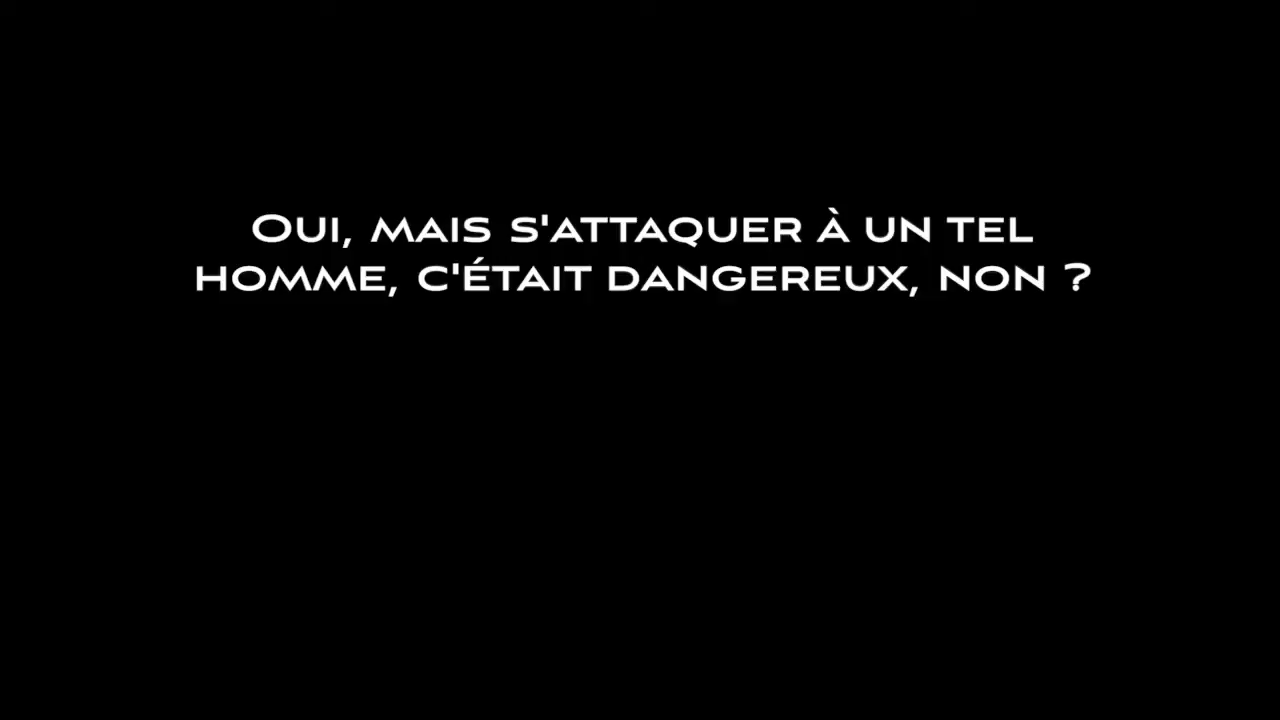 Oui, mais s'attaquer à un tel
homme, c'était dangereux, non ?